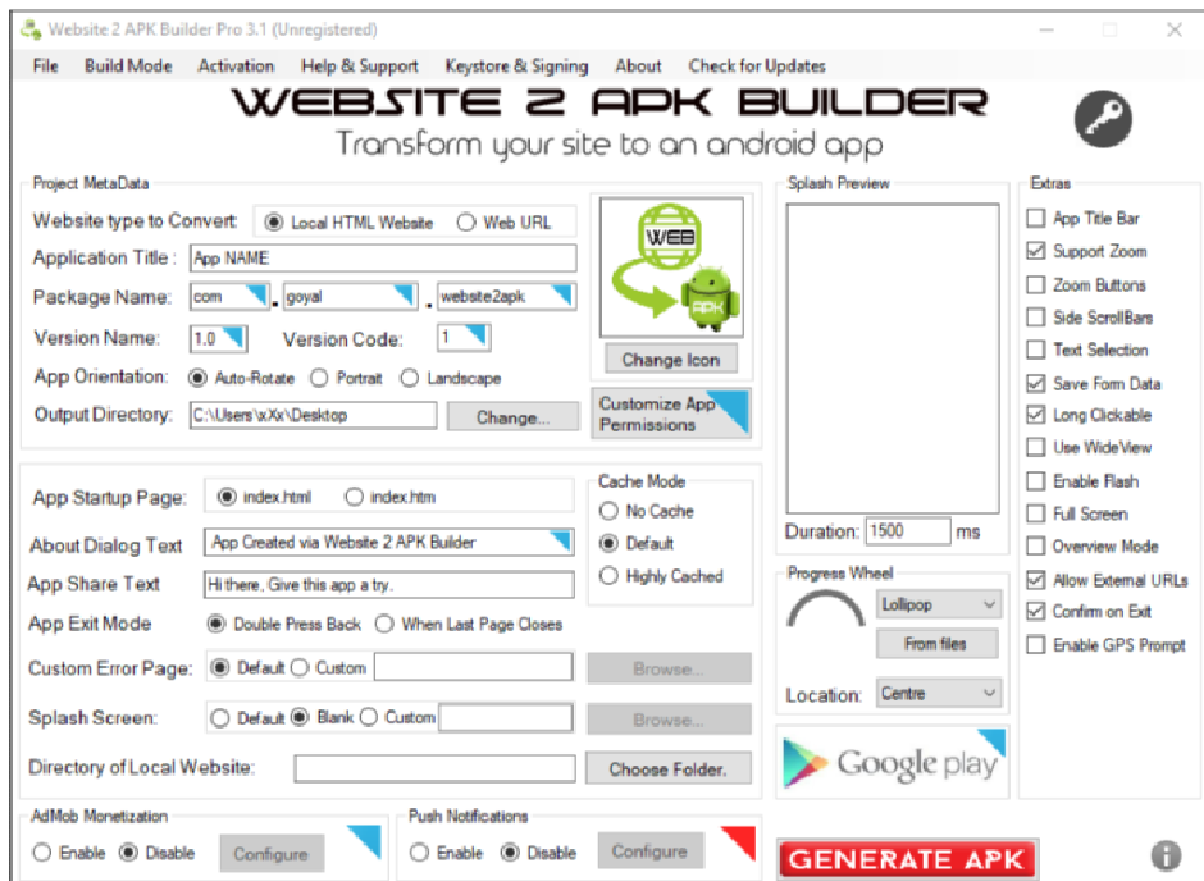 Website 2 APK Builder Pro 3.1 (Unregistered)
File Build Mode Activation Help & Support Keystore & Signing About Check for Updates
WEBSITE 2 APK BUILDER
Transform your site to an android app
Project MetaData
Website type to Convert: Local HTML Website Web URL
Application Title : App NAME
Package Name: com . goyal . website2apk
Version Name: 1.0 Version Code: 1
App Orientation: Auto-Rotate Portrait Landscape
Output Directory: C:\Users\xXx\Desktop Change...
WEB
APK
Change Icon
Customize App
Permissions
App Startup Page: index.html index.htm
About Dialog Text App Created via Website 2 APK Builder
App Share Text Hi there, Give this app a try.
App Exit Mode Double Press Back When Last Page Closes
Custom Error Page: Default Custom Browse...
Splash Screen: Default Blank Custom Browse...
Directory of Local Website: Choose Folder.
Cache Mode
No Cache
Default
Highly Cached
AdMob Monetization
Enable Disable Configure
Push Notifications
Enable Disable Configure
Splash Preview
Duration: 1500 ms
Progress Wheel
Lollipop
From files
Location: Centre
Google play
GENERATE APK
Extras
App Title Bar
Support Zoom
Zoom Buttons
Side ScrollBars
Text Selection
Save Form Data
Long Clickable
Use WideView
Enable Flash
Full Screen
Overview Mode
Allow External URLs
Confirm on Exit
Enable GPS Prompt